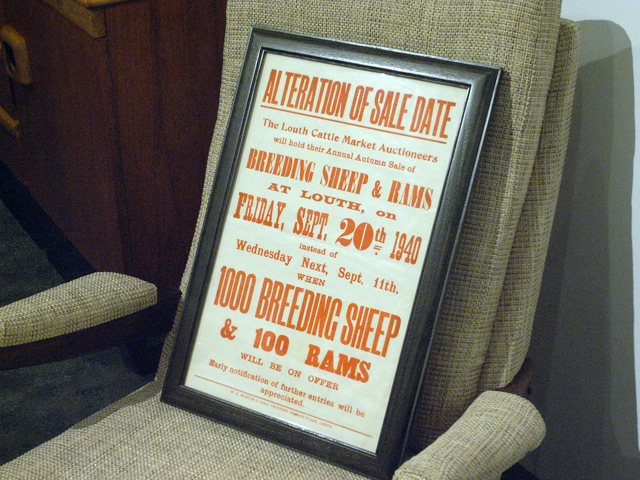 ALTERATION OF SALE DATE
The Louth Cattle Market Auctioneers
will hold their Annual Autumn Sale of
BREEDING SHEEP & RAMS
AT LOUTH, on
FRIDAY, SEPT. 20th 1940
instead of
Wednesday Next, Sept. 11th,
WHEN
1000 BREEDING SHEEP
& 100 RAMS
WILL BE ON OFFER
Early notification of further entries will be
appreciated.